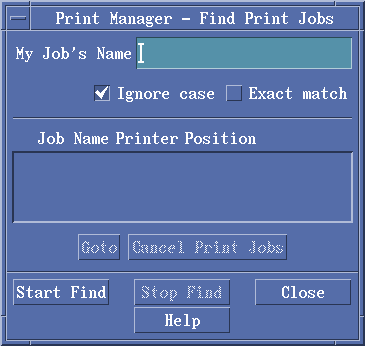 Print Manager - Find Print Jobs
My Job's Name
Ignore case Exact match
Job Name Printer Position
Goto Cancel Print Jobs
Start Find Stop Find Close
Help